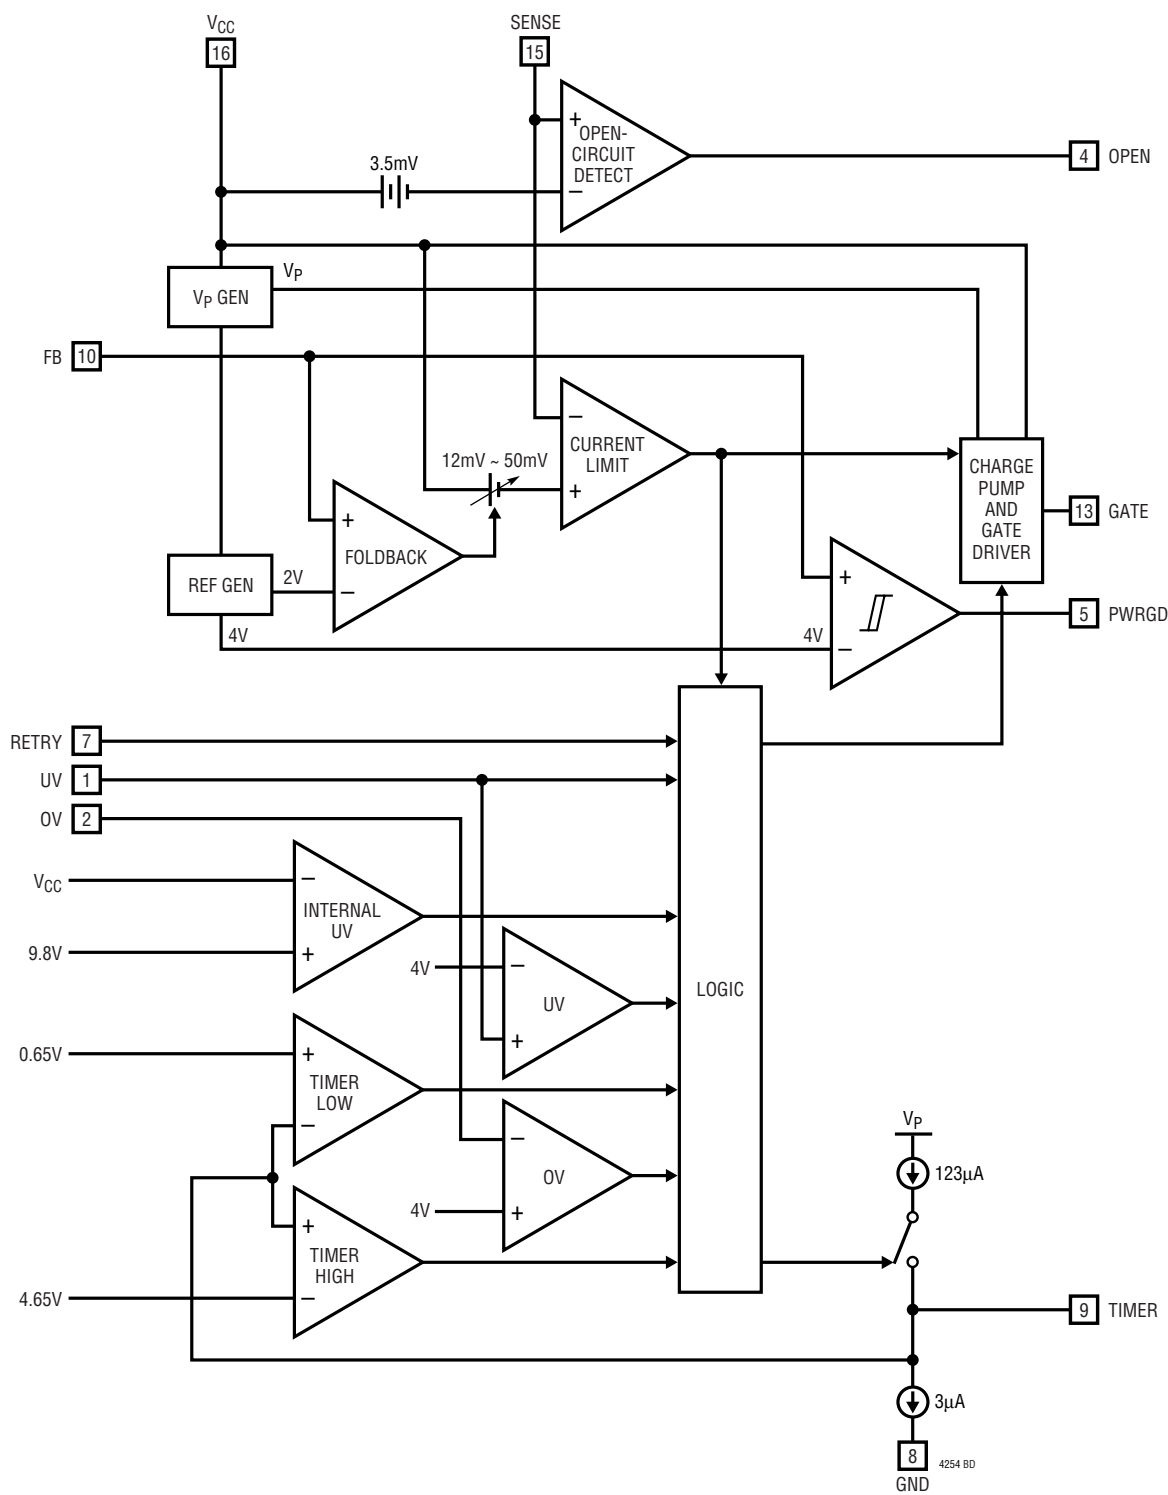 VCC
16
SENSE
15
+
OPEN-
CIRCUIT
DETECT
−
3.5mV
4
OPEN
VP GEN
VP
FB
10
12mV ~ 50mV
−
CURRENT
LIMIT
+
CHARGE
PUMP
AND
GATE
DRIVER
13
GATE
+
FOLDBACK
−
REF GEN
2V
4V
4V
+
−
5
PWRGD
RETRY
7
UV
1
OV
2
VCC
−
INTERNAL
UV
+
9.8V
4V
−
UV
+
LOGIC
0.65V
+
TIMER
LOW
−
−
OV
+
4V
+
TIMER
HIGH
−
4.65V
VP
123µA
9
TIMER
3µA
8
GND
4254 BD